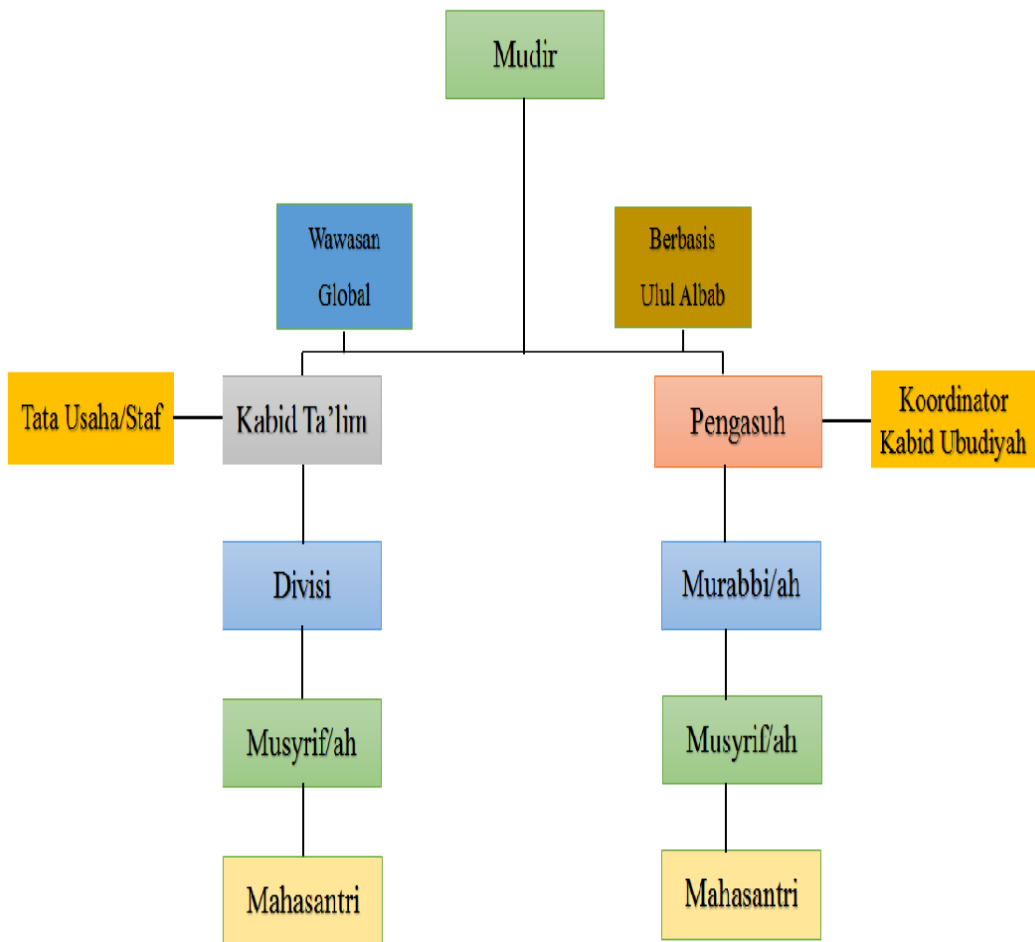 Mudir
Wawasan
Global
Berbasis
Ulul Albab
Tata Usaha/Staf
Kabid Ta’lim
Pengasuh
Koordinator
Kabid Ubudiyah
Divisi
Murabbi/ah
Musyrif/ah
Musyrif/ah
Mahasantri
Mahasantri